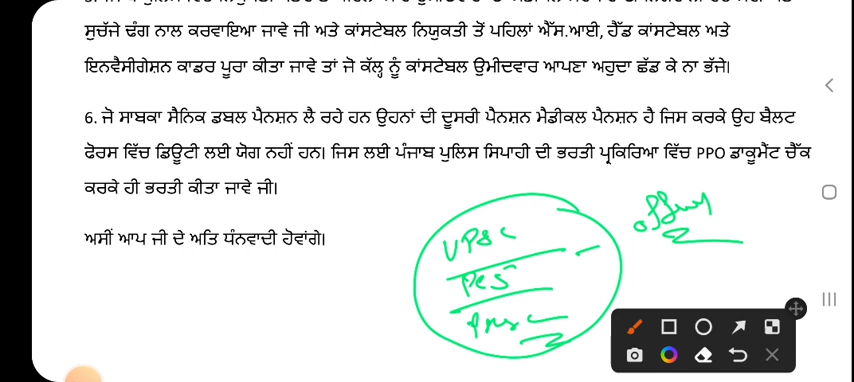 ਸੁਚੱਜੇ ਢੰਗ ਨਾਲ ਕਰਵਾਇਆ ਜਾਵੇ ਜੀ ਅਤੇ ਕਾਂਸਟੇਬਲ ਨਿਯੁਕਤੀ ਤੋਂ ਪਹਿਲਾਂ ਐੱਸ.ਆਈ, ਹੈੱਡ ਕਾਂਸਟੇਬਲ ਅਤੇ
ਇਨਵੈਸੀਗੇਸ਼ਨ ਕਾਡਰ ਪੂਰਾ ਕੀਤਾ ਜਾਵੇ ਤਾਂ ਜੋ ਕੱਲ੍ਹ ਨੂੰ ਕਾਂਸਟੇਬਲ ਉਮੀਦਵਾਰ ਆਪਣਾ ਅਹੁਦਾ ਛੱਡ ਕੇ ਨਾ ਭੱਜੇ।
6. ਜੋ ਸਾਬਕਾ ਸੈਨਿਕ ਡਬਲ ਪੈਨਸ਼ਨ ਲੈ ਰਹੇ ਹਨ ਉਹਨਾਂ ਦੀ ਦੂਸਰੀ ਪੈਨਸ਼ਨ ਮੈਡੀਕਲ ਪੈਨਸ਼ਨ ਹੈ ਜਿਸ ਕਰਕੇ ਉਹ ਬੈਲਟ
ਫੋਰਸ ਵਿੱਚ ਡਿਊਟੀ ਲਈ ਯੋਗ ਨਹੀਂ ਹਨ। ਜਿਸ ਲਈ ਪੰਜਾਬ ਪੁਲਿਸ ਸਿਪਾਹੀ ਦੀ ਭਰਤੀ ਪ੍ਰਕਿਰਿਆ ਵਿੱਚ PPO ਡਾਕੂਮੈਂਟ ਚੈੱਕ
ਕਰਕੇ ਹੀ ਭਰਤੀ ਕੀਤਾ ਜਾਵੇ ਜੀ।
ਅਸੀਂ ਆਪ ਜੀ ਦੇ ਅਤਿ ਧੰਨਵਾਦੀ ਹੋਵਾਂਗੇ।
UPSC
PCS